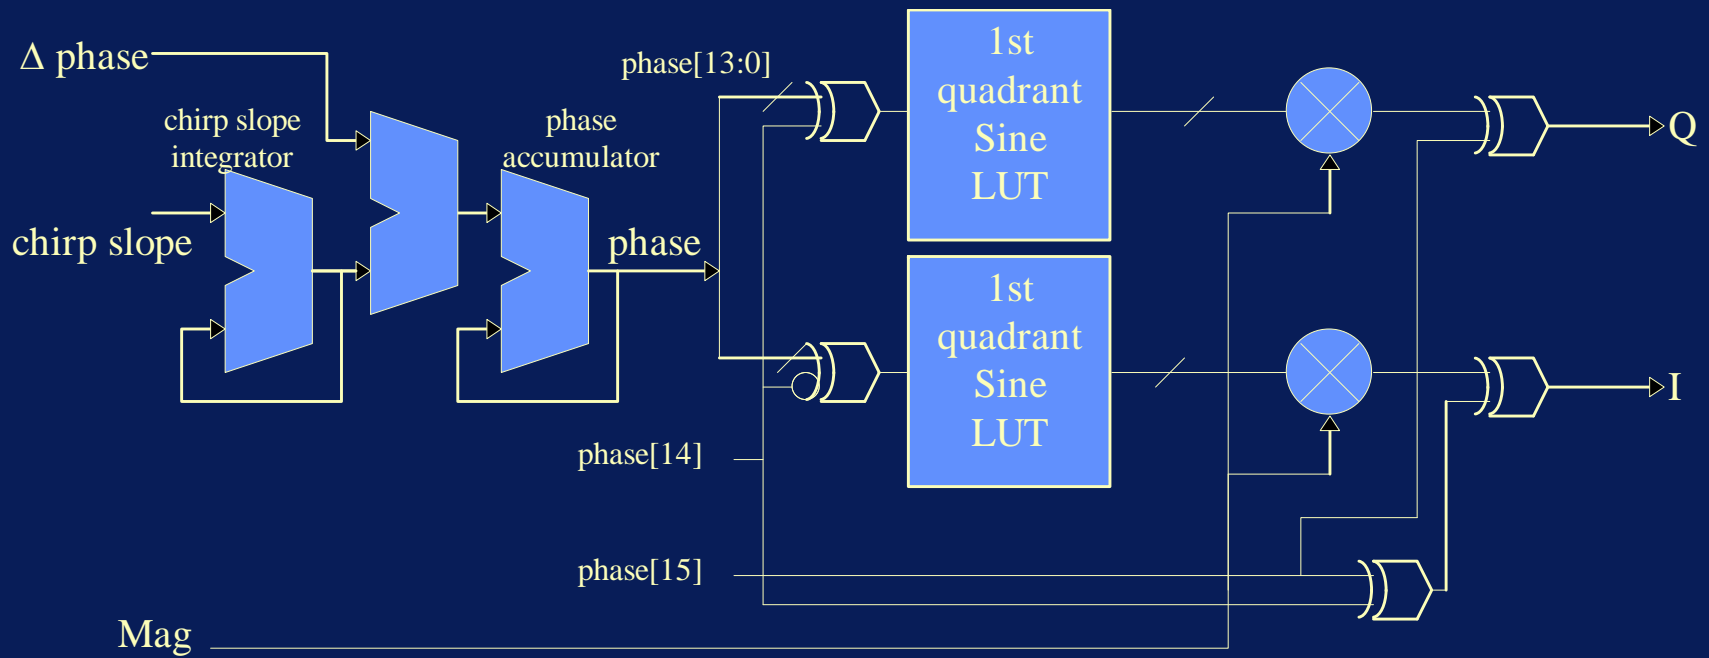 Δ phase
chirp slope
integrator
chirp slope
phase
accumulator
phase
phase[13:0]
1st
quadrant
Sine
LUT
1st
quadrant
Sine
LUT
Q
I
phase[14]
phase[15]
Mag